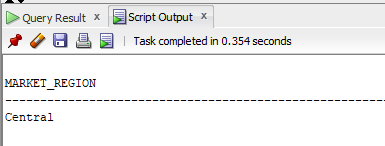 Query Result x Script Output x
Task completed in 0.354 seconds
MARKET_REGION
----------------------------------------------------------------
Central